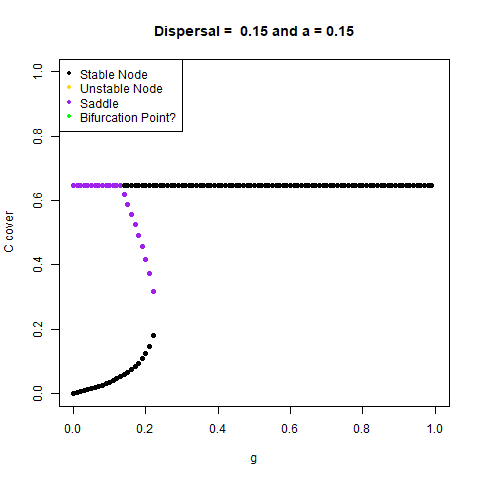 Dispersal =  0.15 and a = 0.15
Stable Node
Unstable Node
Saddle
Bifurcation Point?
C cover
1.0
0.8
0.6
0.4
0.2
0.0
0.0 0.2 0.4 0.6 0.8 1.0
g